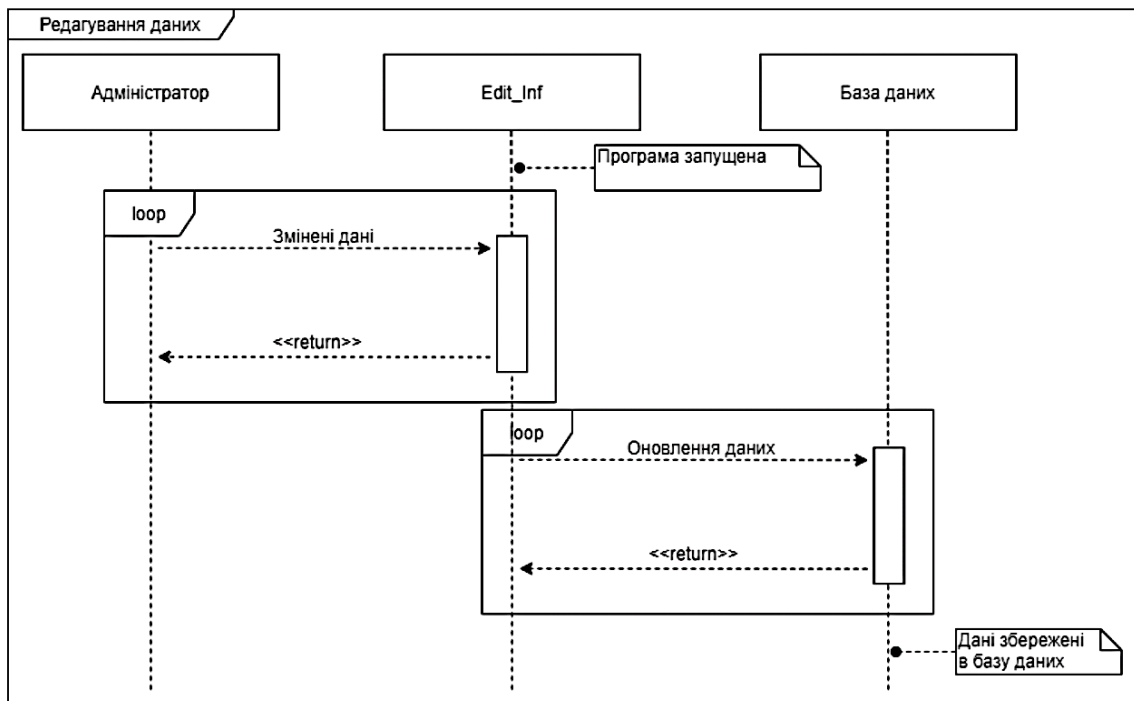 Редагування даних
Адміністратор
Edit_Inf
База даних
Програма запущена
loop
Змінені дані
<<return>>
loop
Оновлення даних
<<return>>
Дані збережені
в базу даних